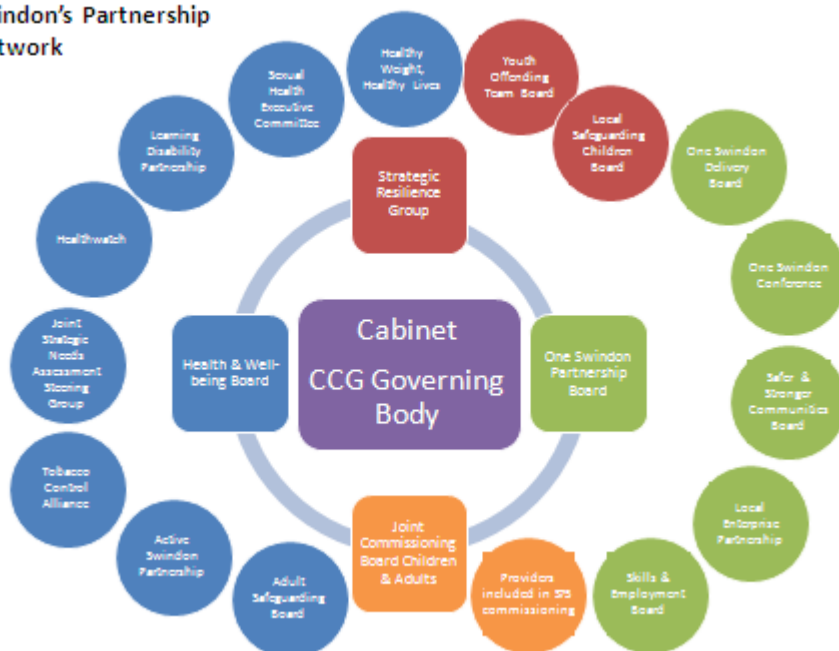 indon's Partnership
twork
Healthy
Weight,
Healthy Lives
Youth
Offending
Team Board
Sexual
Health
Executive
Committee
Local
Safeguarding
Children
Board
Learning
Disability
Partnership
One Swindon
Delivery
Board
Strategic
Resilience
Group
Healthwatch
One Swindon
Conference
Joint
Strategic
Needs
Assessment
Steering
Group
Health & Well-
being Board
Cabinet
CCG Governing
Body
One Swindon
Partnership
Board
Safer &
Stronger
Communities
Board
Tobacco
Control
Alliance
Local
Enterprise
Partnership
Active
Swindon
Partnership
Joint
Commissioning
Board Children
& Adults
Adult
Safeguarding
Board
Providers
included in S75
commissioning
Skills &
Employment
Board